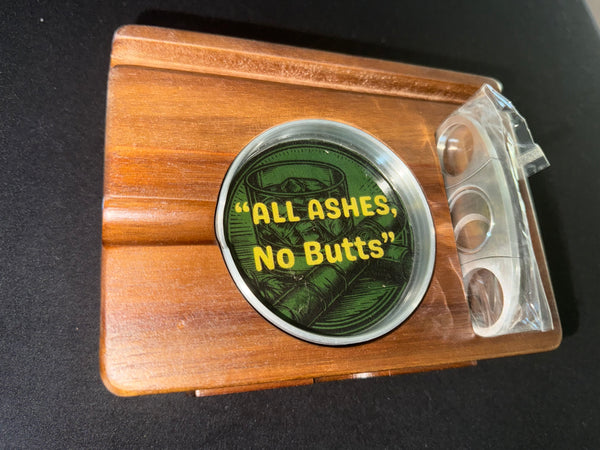 “ALL ASHES,
No Butts”